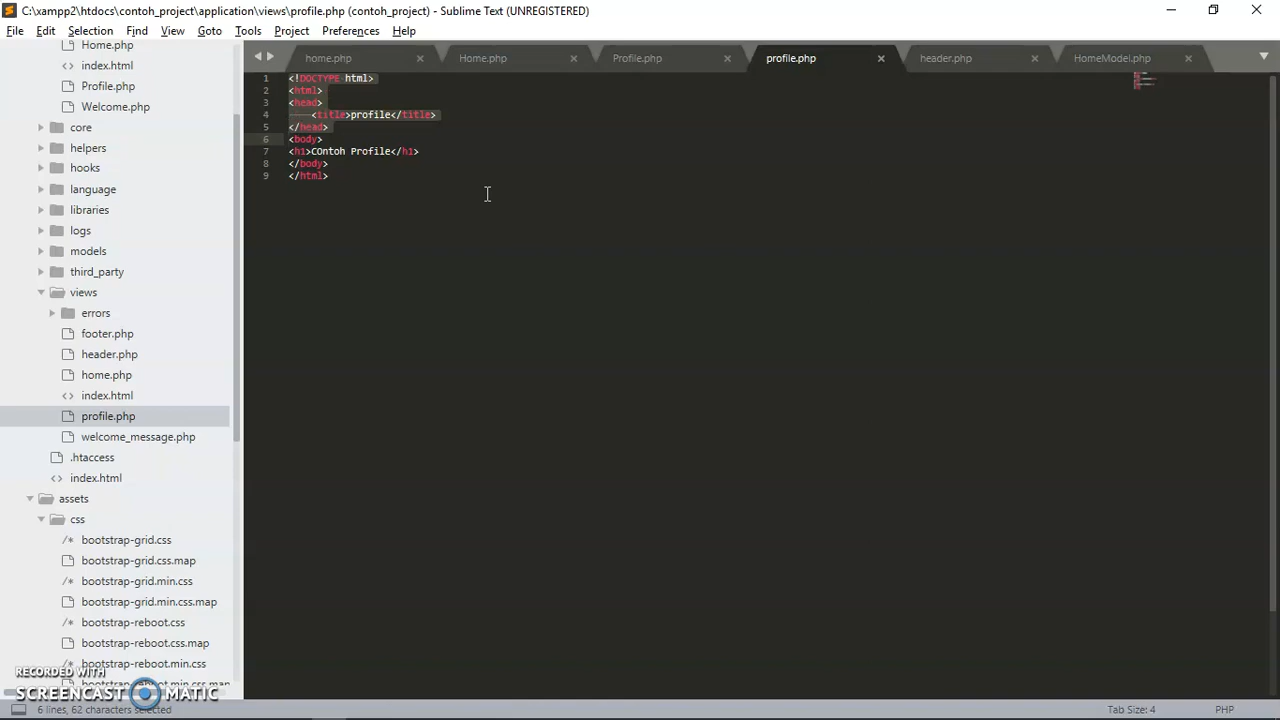 C:\xampp2\htdocs\contoh_project\application\views\profile.php (contoh_project) - Sublime Text (UNREGISTERED)
File Edit Selection Find View Goto Tools Project Preferences Help
home.php Home.php Profile.php profile.php header.php HomeModel.php
Home.php
index.html
Profile.php
Welcome.php
core
helpers
hooks
language
libraries
logs
models
third_party
views
errors
footer.php
header.php
home.php
index.html
profile.php
welcome_message.php
.htaccess
index.html
assets
css
bootstrap-grid.css
bootstrap-grid.css.map
bootstrap-grid.min.css
bootstrap-grid.min.css.map
bootstrap-reboot.css
bootstrap-reboot.css.map
bootstrap-reboot.min.css
bootstrap-reboot.min.css.map
1 <!DOCTYPE html>
2 <html>
3 <head>
4 <title>profile</title>
5 </head>
6 <body>
7 <h1>COntoh Profile</h1>
8 </body>
9 </html>
RECORDED WITH
SCREENCAST MATIC
6 lines, 62 characters selected
Tab Size: 4 PHP